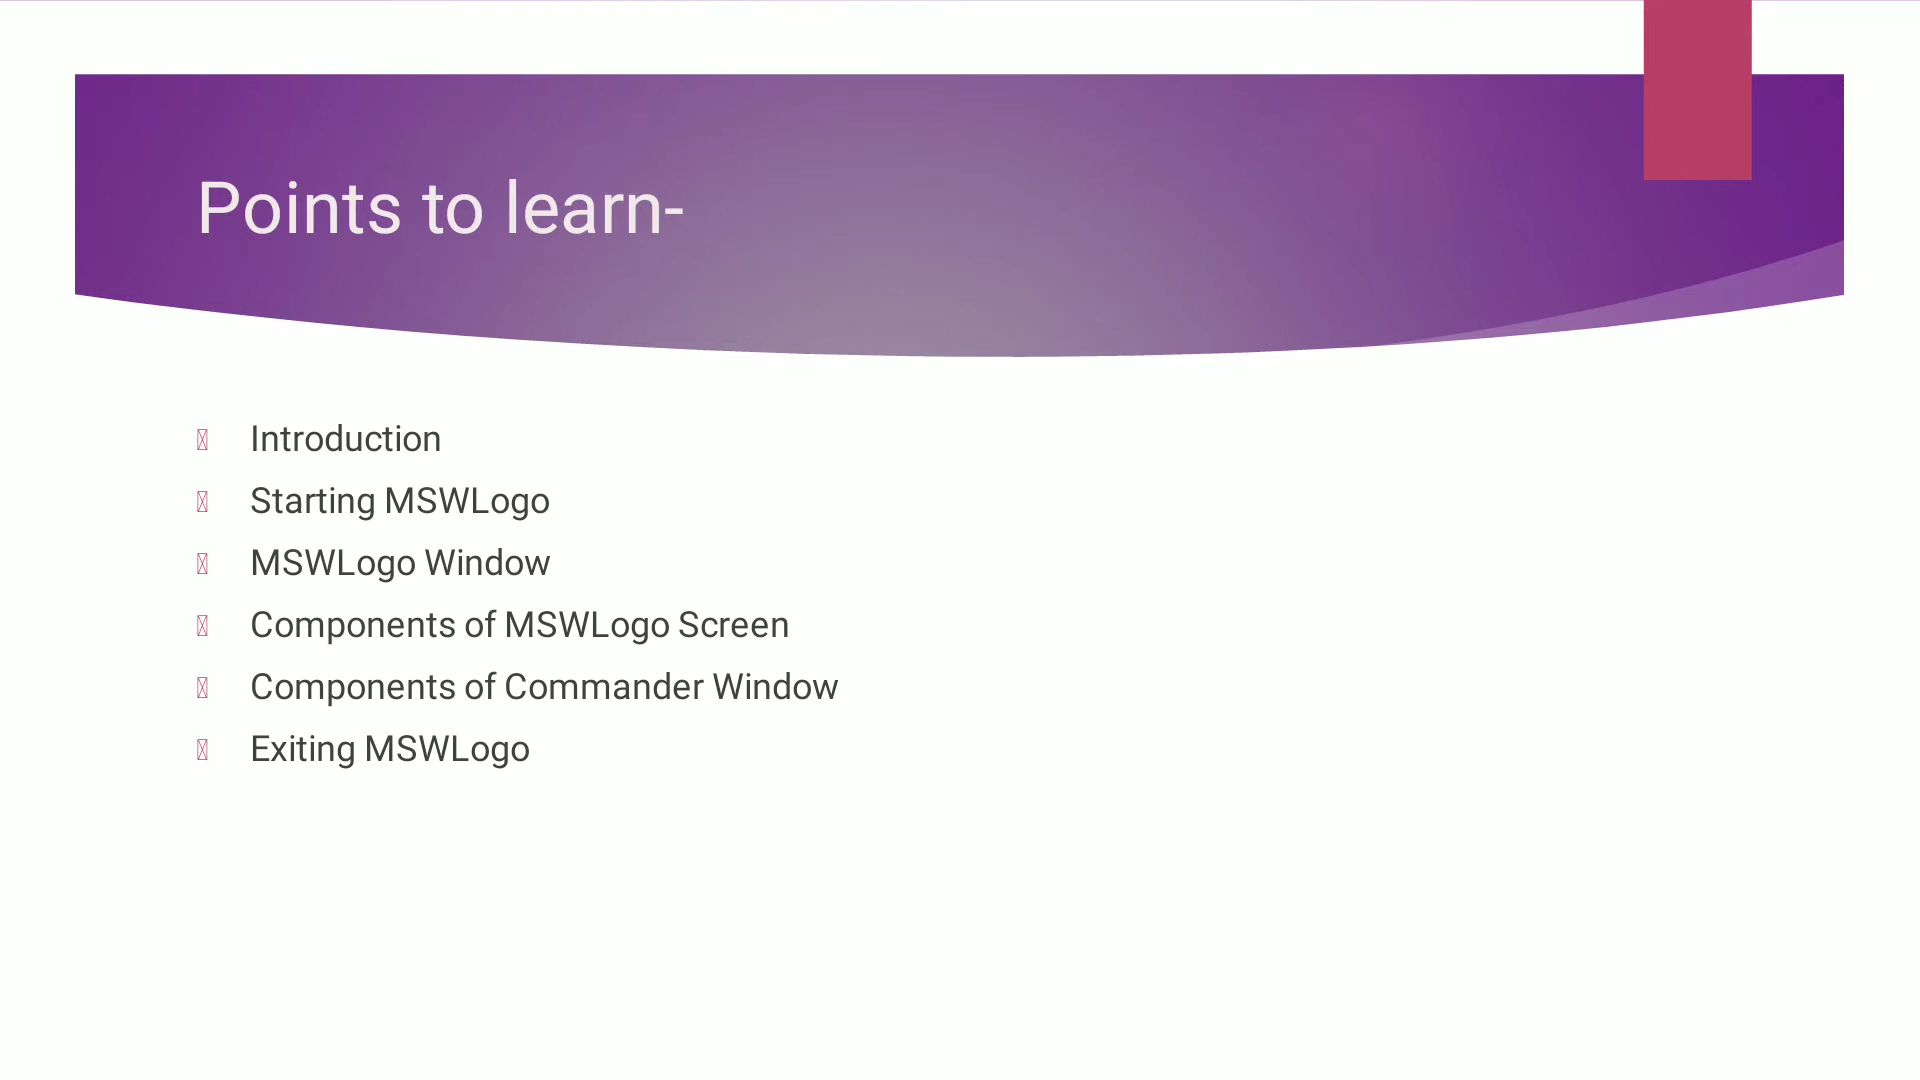 Points to learn-
Introduction
Starting MSWLogo
MSWLogo Window
Components of MSWLogo Screen
Components of Commander Window
Exiting MSWLogo